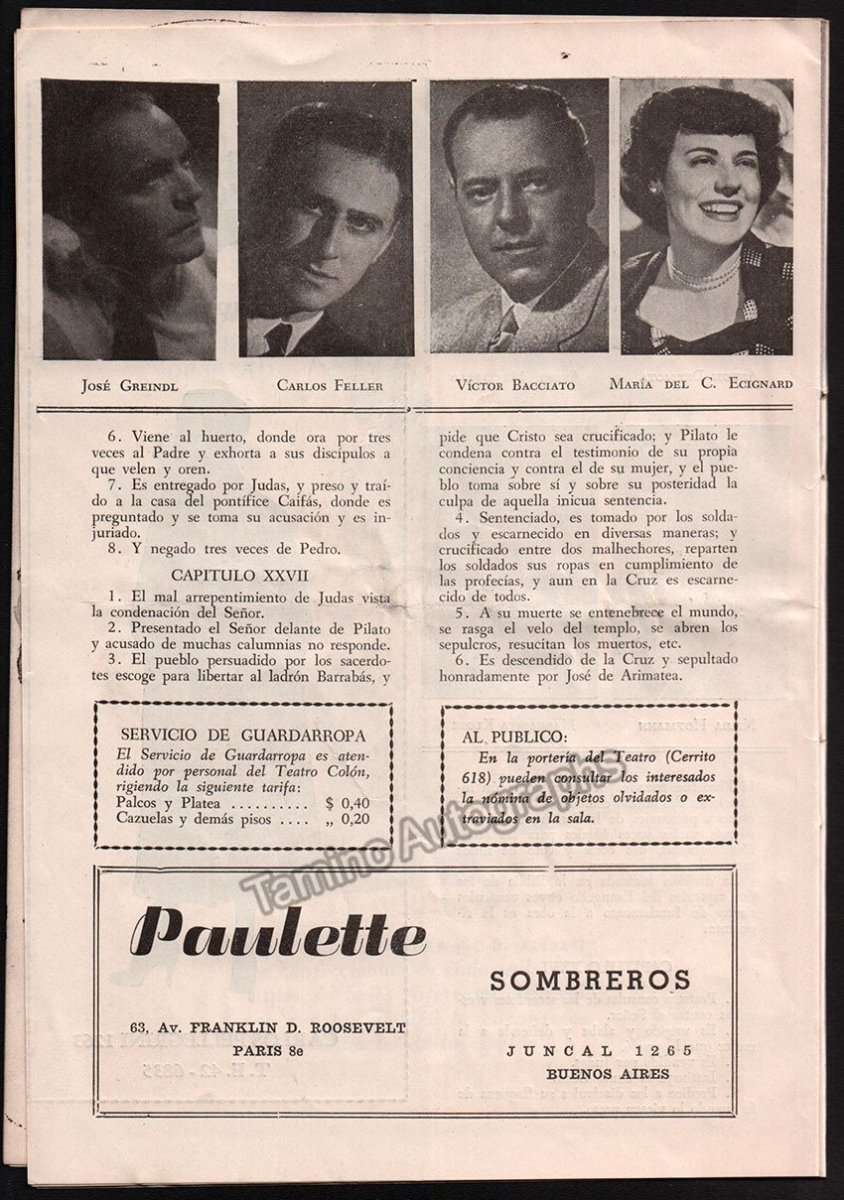 José Greindl
Carlos Feller
Víctor Bacciato
María del C. Ecignard
6. Viene al huerto, donde ora por tres
veces al Padre y exhorta a sus discípulos a
que velen y oren.
7. Es entregado por Judas, y preso y traí-
do a la casa del pontífice Caifás, donde es
preguntado y se toma su acusación y es in-
juriado.
8. Y negado tres veces de Pedro.
CAPITULO XXVII
1. El mal arrepentimiento de Judas vista
la condenación del Señor.
2. Presentado el Señor delante de Pilato
y acusado de muchas calumnias no responde.
3. El pueblo persuadido por los sacerdo-
tes escoge para libertar al ladrón Barrabás, y
pide que Cristo sea crucificado; y Pilato le
condena contra el testimonio de su propia
conciencia y contra el de su mujer, y el pue-
blo toma sobre sí y sobre su posteridad la
culpa de aquella inicua sentencia.
4. Sentenciado, es tomado por los solda-
dos y escarnecido en diversas maneras; y
crucificado entre dos malhechores, reparten
los soldados sus ropas en cumplimiento de
las profecías, y aun en la Cruz es escarne-
cido de todos.
5. A su muerte se entenebrece el mundo,
se rasga el velo del templo, se abren los
sepulcros, resucitan los muertos, etc.
6. Es descendido de la Cruz y sepultado
honradamente por José de Arimatea.
SERVICIO DE GUARDARROPA
El Servicio de Guardarropa es aten-
dido por personal del Teatro Colón,
rigiendo la siguiente tarifa:
Palcos y Platea .......... $ 0,40
Cazuelas y demás pisos .... ,, 0,20
AL PUBLICO:
En la portería del Teatro (Cerrito
618) pueden consultar los interesados
la nómina de objetos olvidados o ex-
traviados en la sala.
Tamino Autographs
Paulette
SOMBREROS
63, Av. FRANKLIN D. ROOSEVELT
PARIS 8e
JUNCAL 1265
BUENOS AIRES